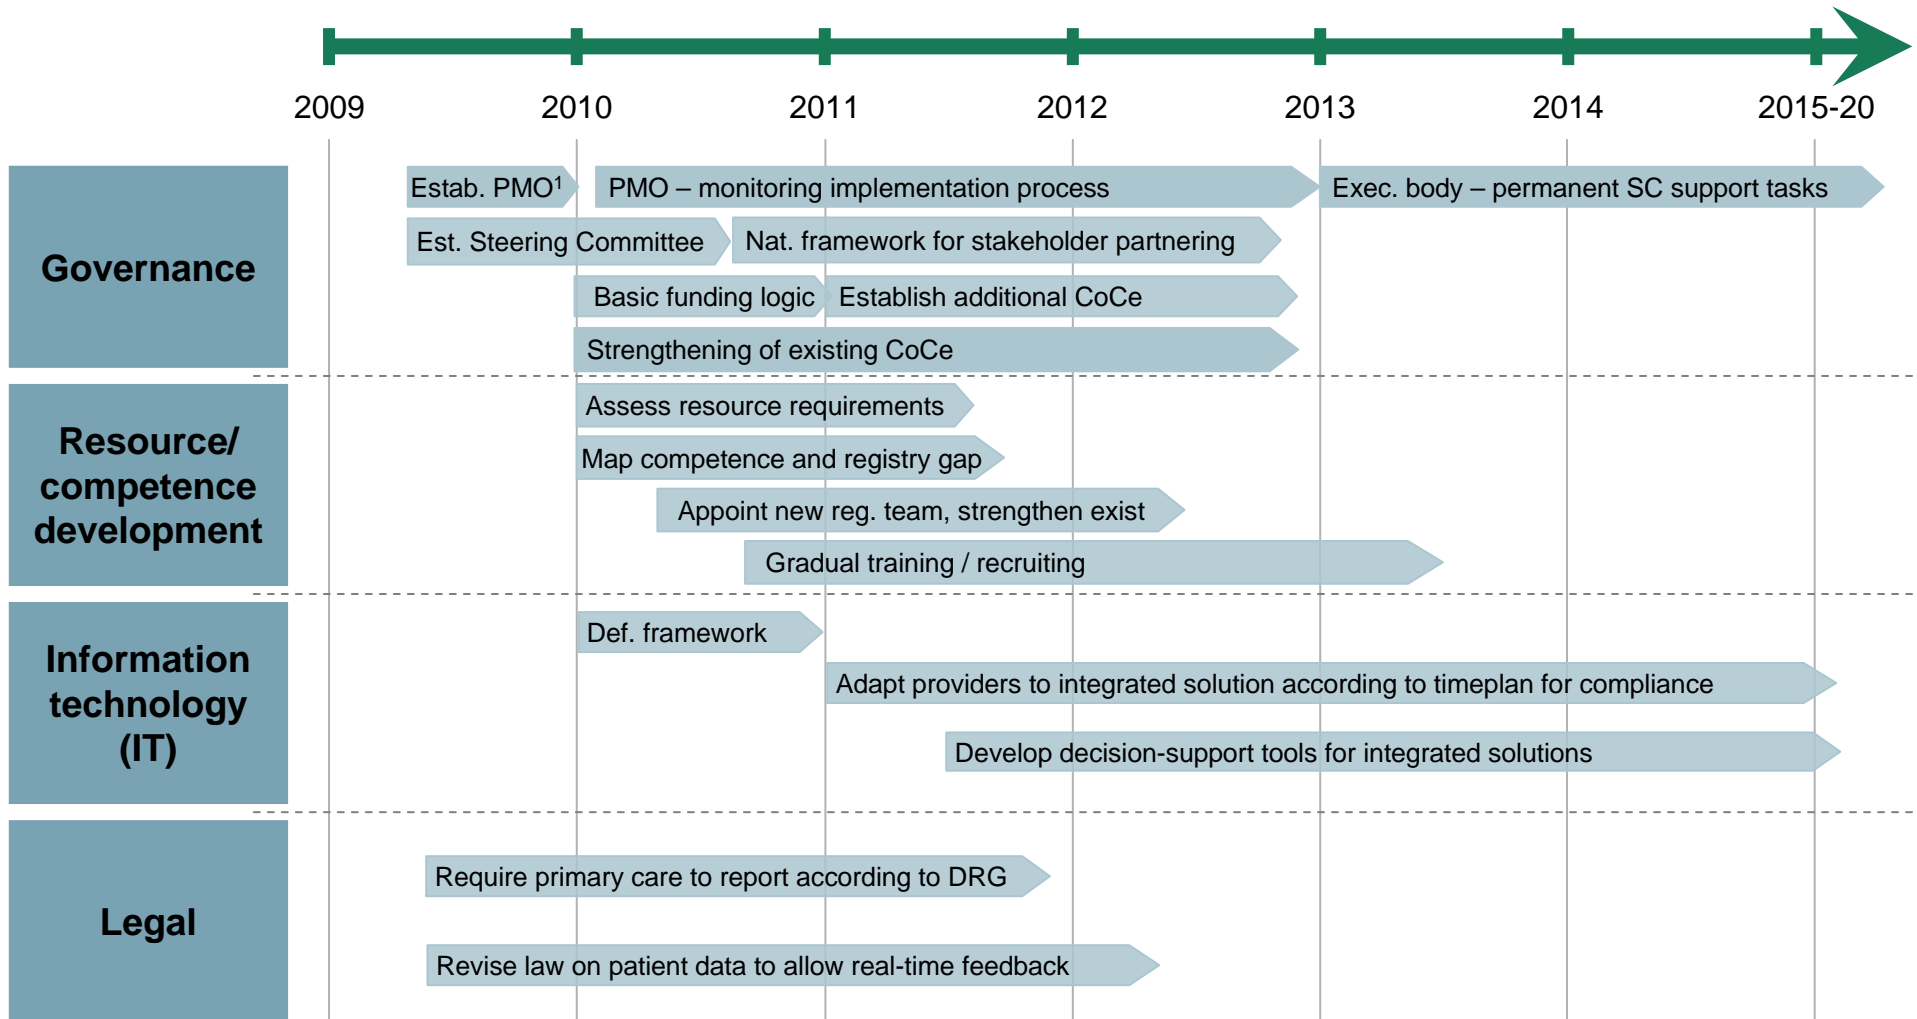 2009 2010 2011 2012 2013 2014 2015-20
Governance
Estab. PMO¹
PMO – monitoring implementation process
Exec. body – permanent SC support tasks
Est. Steering Committee
Nat. framework for stakeholder partnering
Basic funding logic
Establish additional CoCe
Strengthening of existing CoCe
Resource/
competence
development
Assess resource requirements
Map competence and registry gap
Appoint new reg. team, strengthen exist
Gradual training / recruiting
Information
technology
(IT)
Def. framework
Adapt providers to integrated solution according to timeplan for compliance
Develop decision-support tools for integrated solutions
Legal
Require primary care to report according to DRG
Revise law on patient data to allow real-time feedback